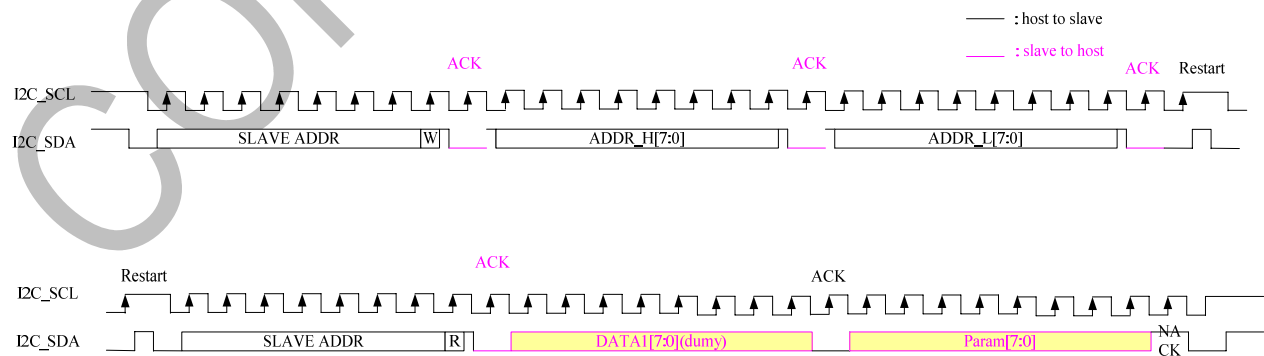 : host to slave
: slave to host
ACK ACK ACK Restart
I2C_SCL
I2C_SDA SLAVE ADDR W ADDR_H[7:0] ADDR_L[7:0]
Restart ACK ACK
I2C_SCL
I2C_SDA SLAVE ADDR R DATA1[7:0](dumy) Param[7:0] NA
CK
CO